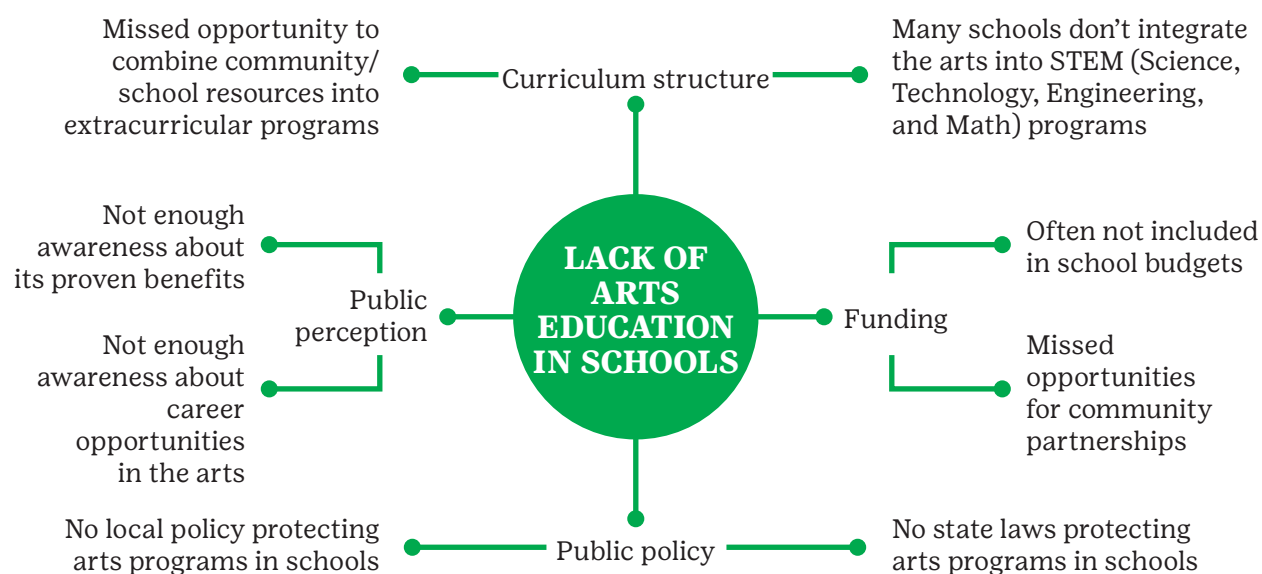 Missed opportunity to
combine community/
school resources into
extracurricular programs
Curriculum structure
Many schools don’t integrate
the arts into STEM (Science,
Technology, Engineering,
and Math) programs
Not enough
awareness about
its proven benefits
Public
perception
Not enough
awareness about
career
opportunities
in the arts
LACK OF
ARTS
EDUCATION
IN SCHOOLS
Funding
Often not included
in school budgets
Missed
opportunities
for community
partnerships
No local policy protecting
arts programs in schools
Public policy
No state laws protecting
arts programs in schools